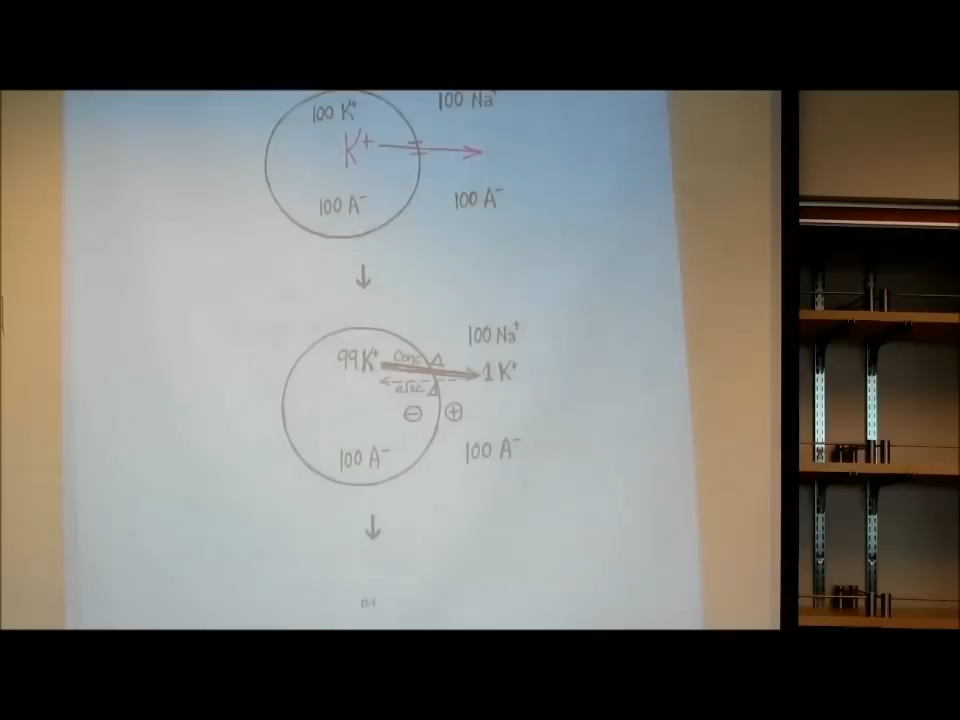 100 K⁺ 100 Na⁺
K⁺
100 A⁻ 100 A⁻
↓
100 Na⁺
99 K⁺ Conc Δ 1 K⁺
elec Δ
⊖ ⊕
100 A⁻ 100 A⁻
↓